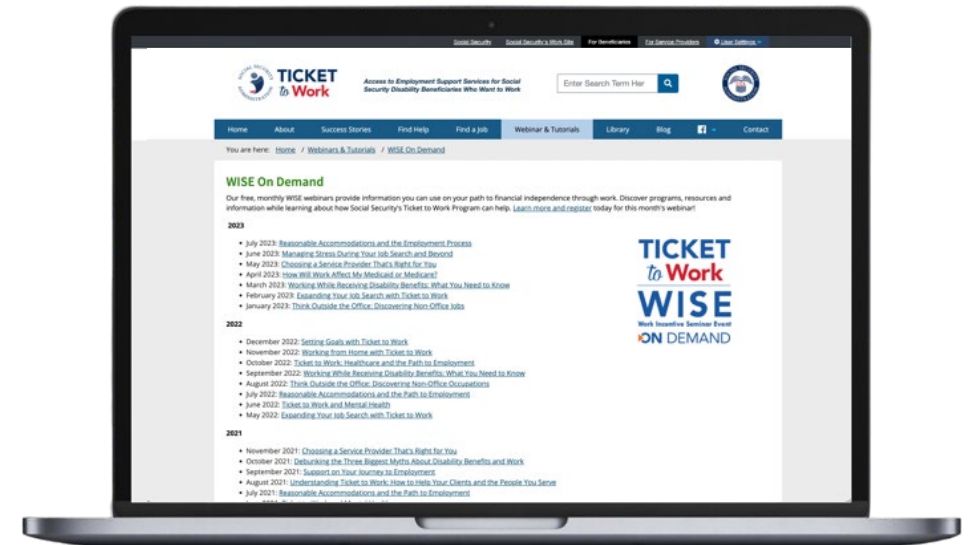 Social Security Social Security's Work Site For Beneficiaries For Service Providers User Settings
TICKET
to Work
Access to Employment Support Services for Social
Security Disability Beneficiaries Who Want to Work
Enter Search Term Her
Home About Success Stories Find Help Find a Job Webinar & Tutorials Library Blog Contact
You are here: Home / Webinars & Tutorials / WISE On Demand
WISE On Demand
Our free, monthly WISE webinars provide information you can use on your path to financial independence through work. Discover programs, resources and
information while learning about how Social Security's Ticket to Work Program can help. Learn more and register today for this month's webinar!
2023
• July 2023: Reasonable Accommodations and the Employment Process
• June 2023: Managing Stress During Your Job Search and Beyond
• May 2023: Choosing a Service Provider That's Right for You
• April 2023: How Will Work Affect My Medicaid or Medicare?
• March 2023: Working While Receiving Disability Benefits: What You Need to Know
• February 2023: Expanding Your Job Search with Ticket to Work
• January 2023: Think Outside the Office: Discovering Non-Office Jobs
TICKET
to Work
WISE
Work Incentive Seminar Event
ON DEMAND
2022
• December 2022: Setting Goals with Ticket to Work
• November 2022: Working from Home with Ticket to Work
• October 2022: Ticket to Work: Healthcare and the Path to Employment
• September 2022: Working While Receiving Disability Benefits: What You Need to Know
• August 2022: Think Outside the Office: Discovering Non-Office Occupations
• July 2022: Reasonable Accommodations and the Path to Employment
• June 2022: Ticket to Work and Mental Health
• May 2022: Expanding Your Job Search with Ticket to Work
2021
• November 2021: Choosing a Service Provider That's Right for You
• October 2021: Debunking the Three Biggest Myths About Disability Benefits and Work
• September 2021: Support on Your Journey to Employment
• August 2021: Understanding Ticket to Work: How to Help Your Clients and the People You Serve
• July 2021: Reasonable Accommodations and the Path to Employment